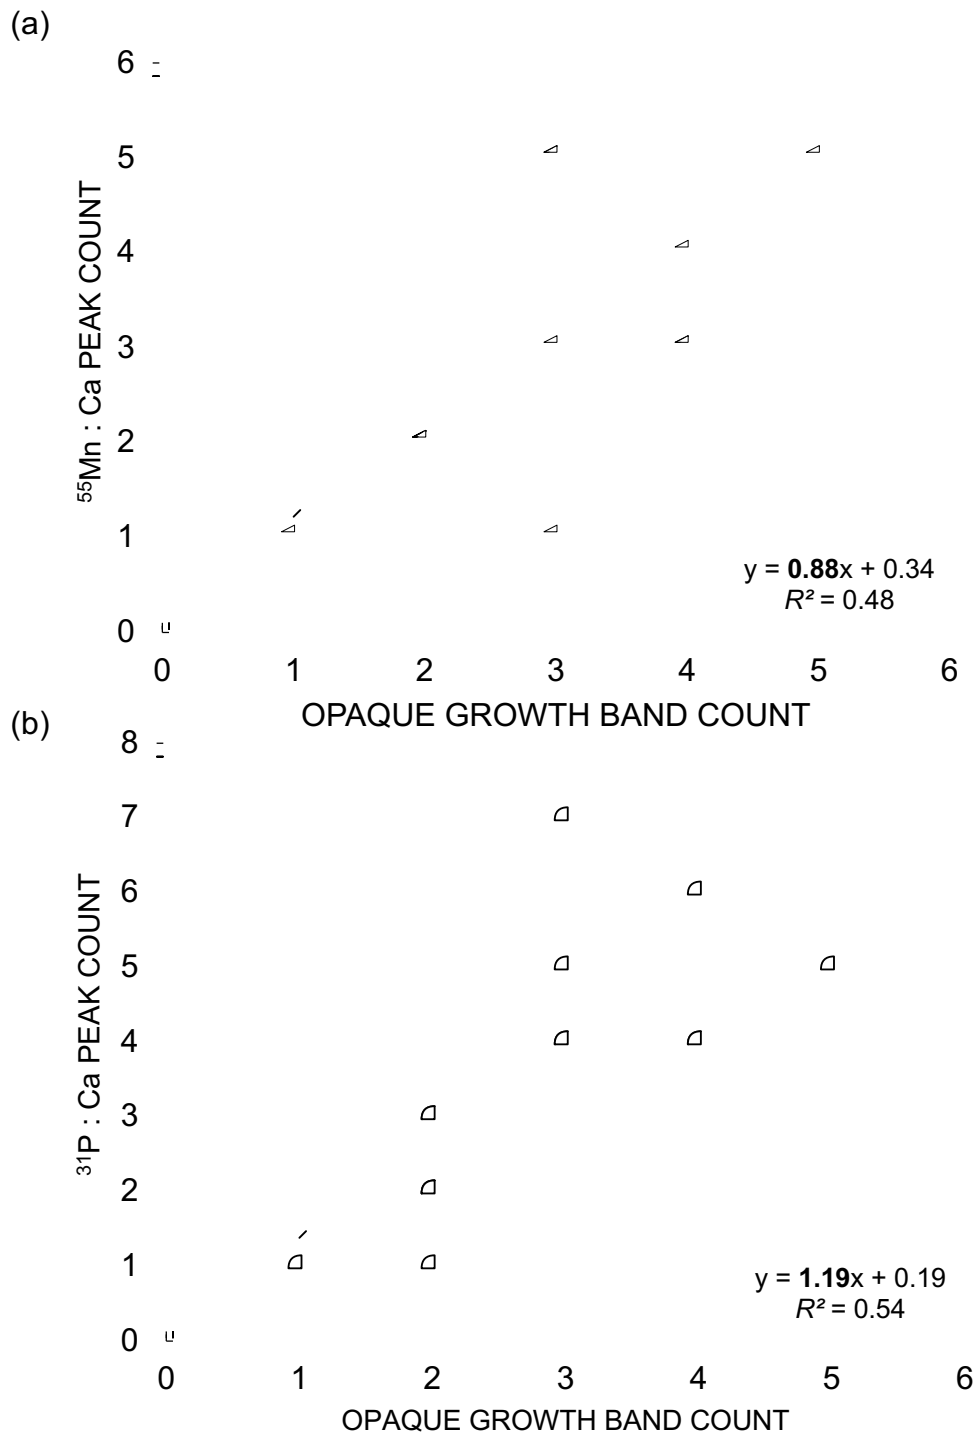 (a)
6
5
4
3
2
1
0
⁵⁵Mn : Ca PEAK COUNT
y = 0.88x + 0.34
R² = 0.48
0 1 2 3 4 5 6
OPAQUE GROWTH BAND COUNT
(b)
8
7
6
5
4
3
2
1
0
³¹P : Ca PEAK COUNT
y = 1.19x + 0.19
R² = 0.54
0 1 2 3 4 5 6
OPAQUE GROWTH BAND COUNT